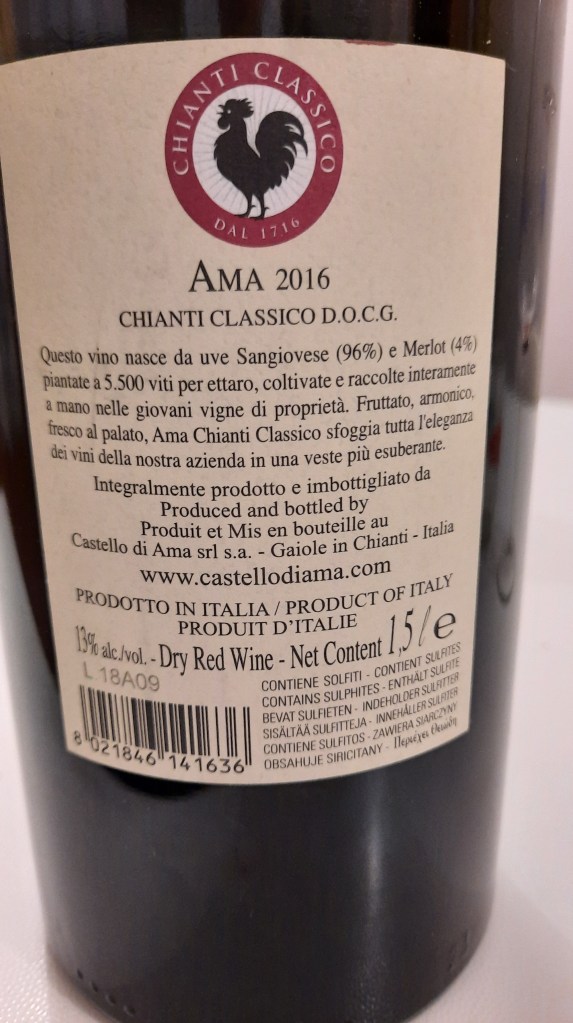 CHIANTI CLASSICO
DAL 1716
AMA 2016
CHIANTI CLASSICO D.O.C.G.
Questo vino nasce da uve Sangiovese (96%) e Merlot (4%)
piantate a 5.500 viti per ettaro, coltivate e raccolte interamente
a mano nelle giovani vigne di proprietà. Fruttato, armonico,
fresco al palato, Ama Chianti Classico sfoggia tutta l'eleganza
dei vini della nostra azienda in una veste più esuberante.
Integralmente prodotto e imbottigliato da
Produced and bottled by
Produit et Mis en bouteille au
Castello di Ama srl s.a. - Gaiole in Chianti - Italia
www.castellodiama.com
PRODOTTO IN ITALIA / PRODUCT OF ITALY
PRODUIT D'ITALIE
13% alc./vol. - Dry Red Wine - Net Content 1,5 l e
L 18A09
CONTIENE SOLFITI - CONTIENT SULFITES
CONTAINS SULPHITES - ENTHÄLT SULFITE
BEVAT SULFIETEN - INDEHOLDER SULFITTER
SISÄLTÄÄ SULFITTEJA - INNEHÅLLER SULFITER
CONTIENE SULFITOS - ZAWIERA SIARCZYNY
OBSAHUJE SIRICITANY - Περιέχει Θειώδη
8 021846 141636